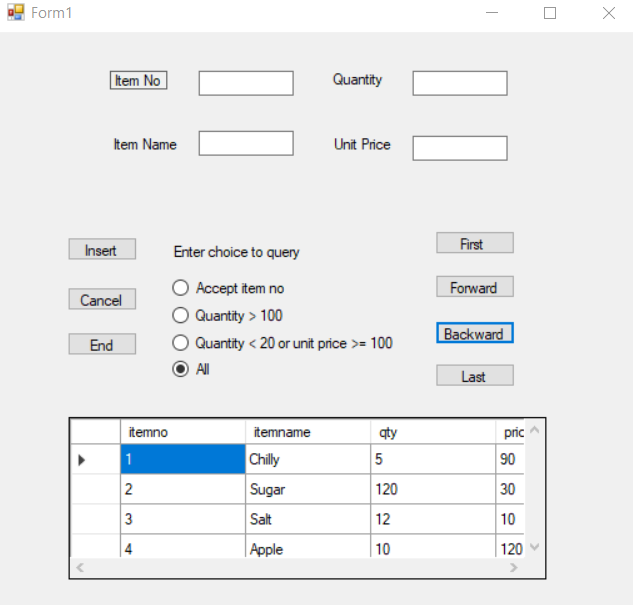 Form1
Item No
Quantity
Item Name
Unit Price
Insert
Enter choice to query
First
Cancel
Accept item no
Forward
Quantity > 100
End
Quantity < 20 or unit price >= 100
Backward
All
Last
itemno itemname qty pric
1 Chilly 5 90
2 Sugar 120 30
3 Salt 12 10
4 Apple 10 120